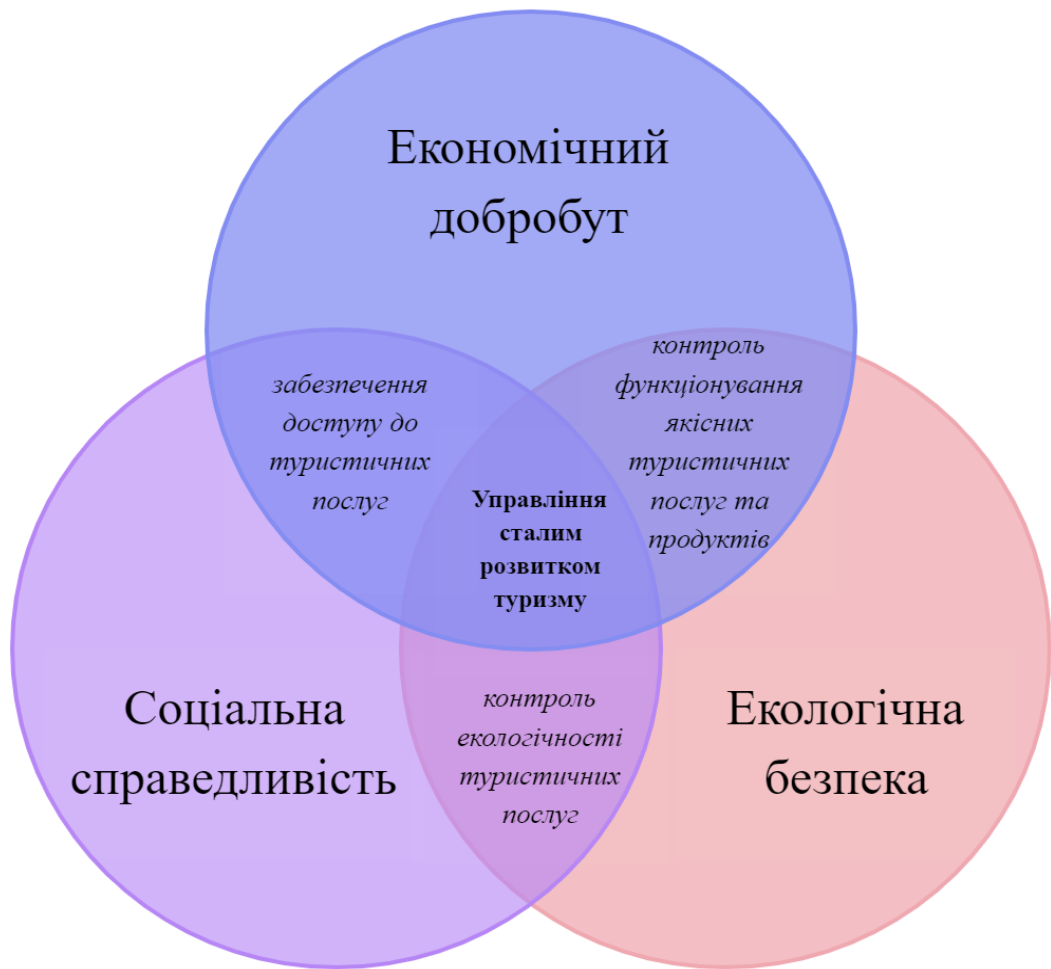 Економічний
добробут
забезпечення
доступу до
туристичних
послуг
контроль
функціонування
якісних
туристичних
послуг та
продуктів
Управління
сталим
розвитком
туризму
Соціальна
справедливість
контроль
екологічності
туристичних
послуг
Екологічна
безпека